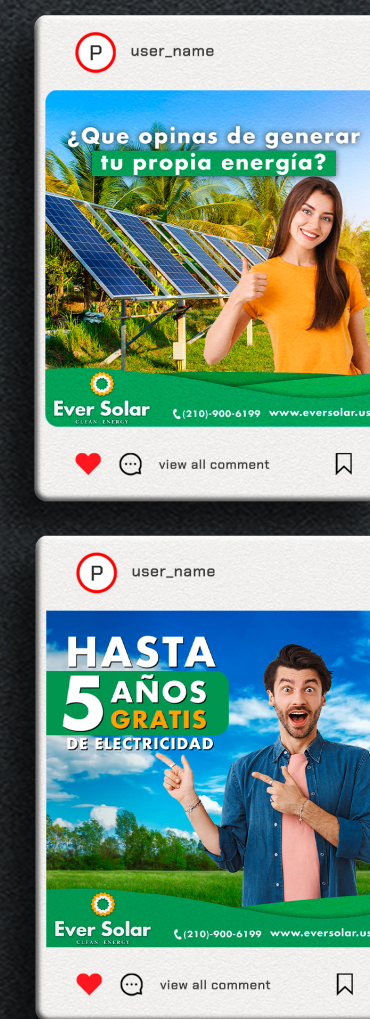 P user_name
¿Que opinas de generar
tu propia energía?
Ever Solar
CLEAN ENERGY
(210)-900-6199 www.eversolar.us
view all comment
P user_name
HASTA
5 AÑOS
GRATIS
DE ELECTRICIDAD
Ever Solar
CLEAN ENERGY
(210)-900-6199 www.eversolar.us
view all comment